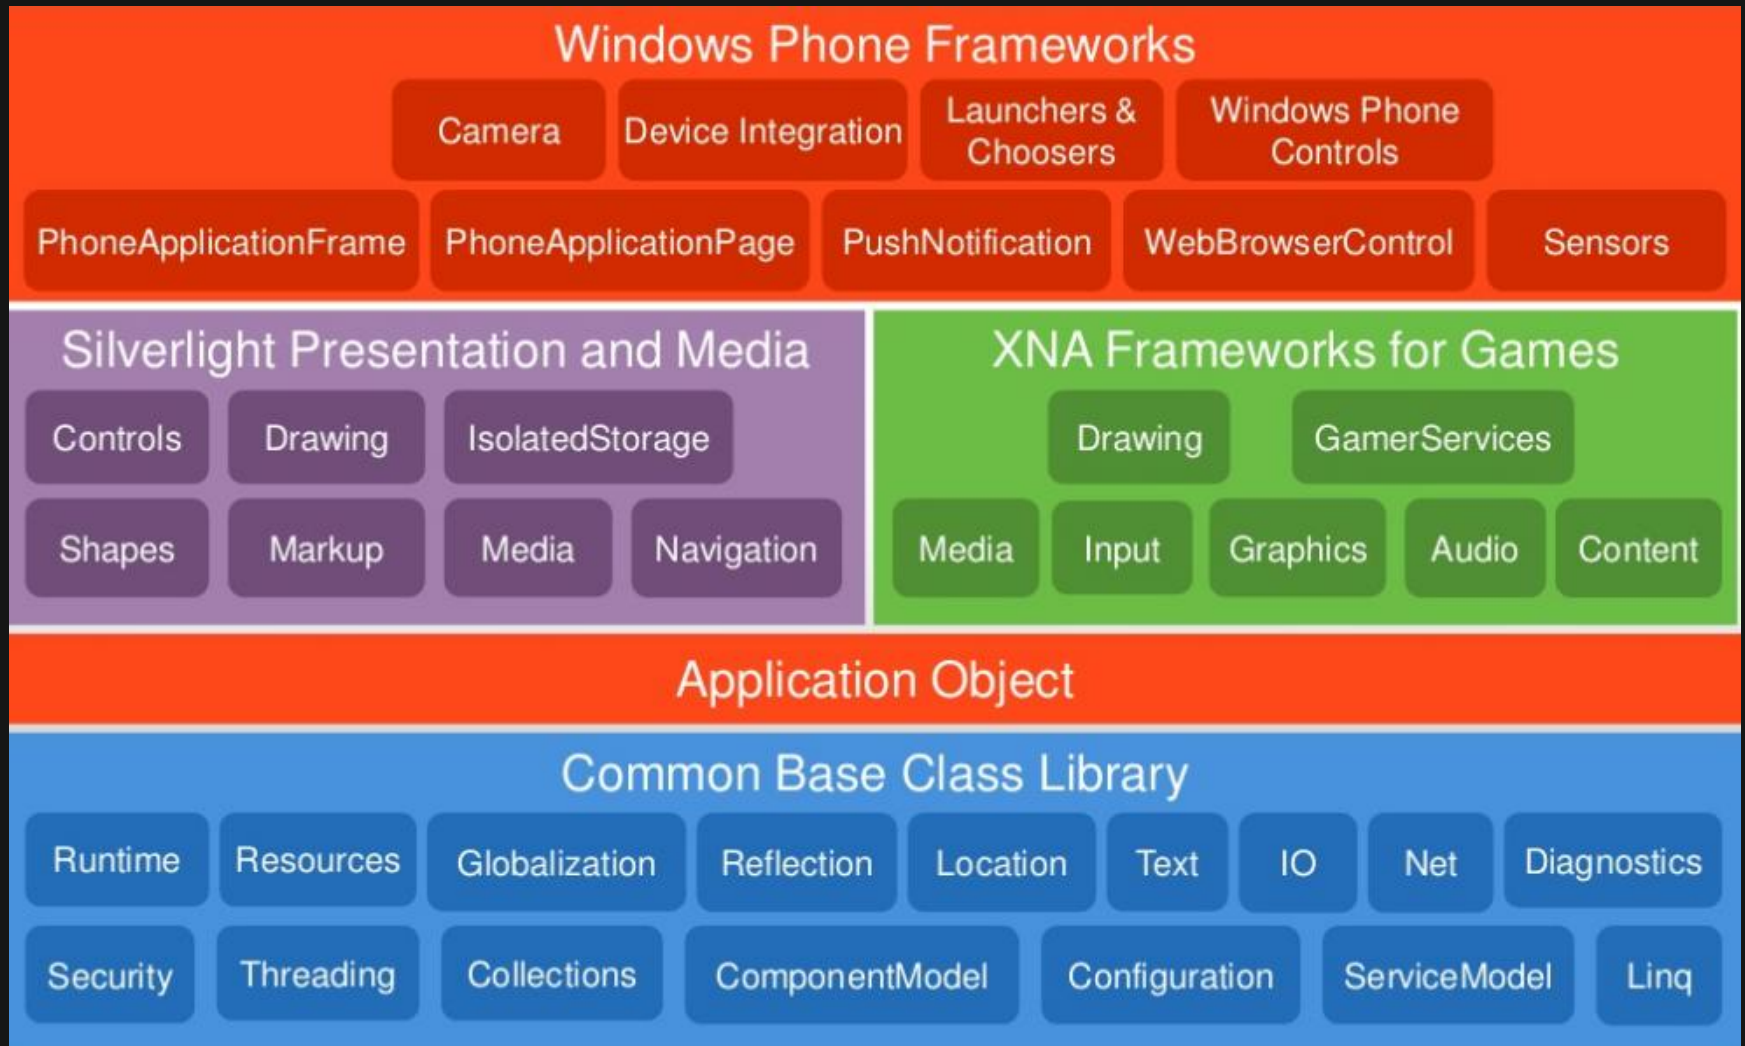 Windows Phone Frameworks
Camera
Device Integration
Launchers &
Choosers
Windows Phone
Controls
PhoneApplicationFrame
PhoneApplicationPage
PushNotification
WebBrowserControl
Sensors
Silverlight Presentation and Media
Controls
Drawing
IsolatedStorage
Shapes
Markup
Media
Navigation
XNA Frameworks for Games
Drawing
GamerServices
Media
Input
Graphics
Audio
Content
Application Object
Common Base Class Library
Runtime
Resources
Globalization
Reflection
Location
Text
IO
Net
Diagnostics
Security
Threading
Collections
ComponentModel
Configuration
ServiceModel
Linq